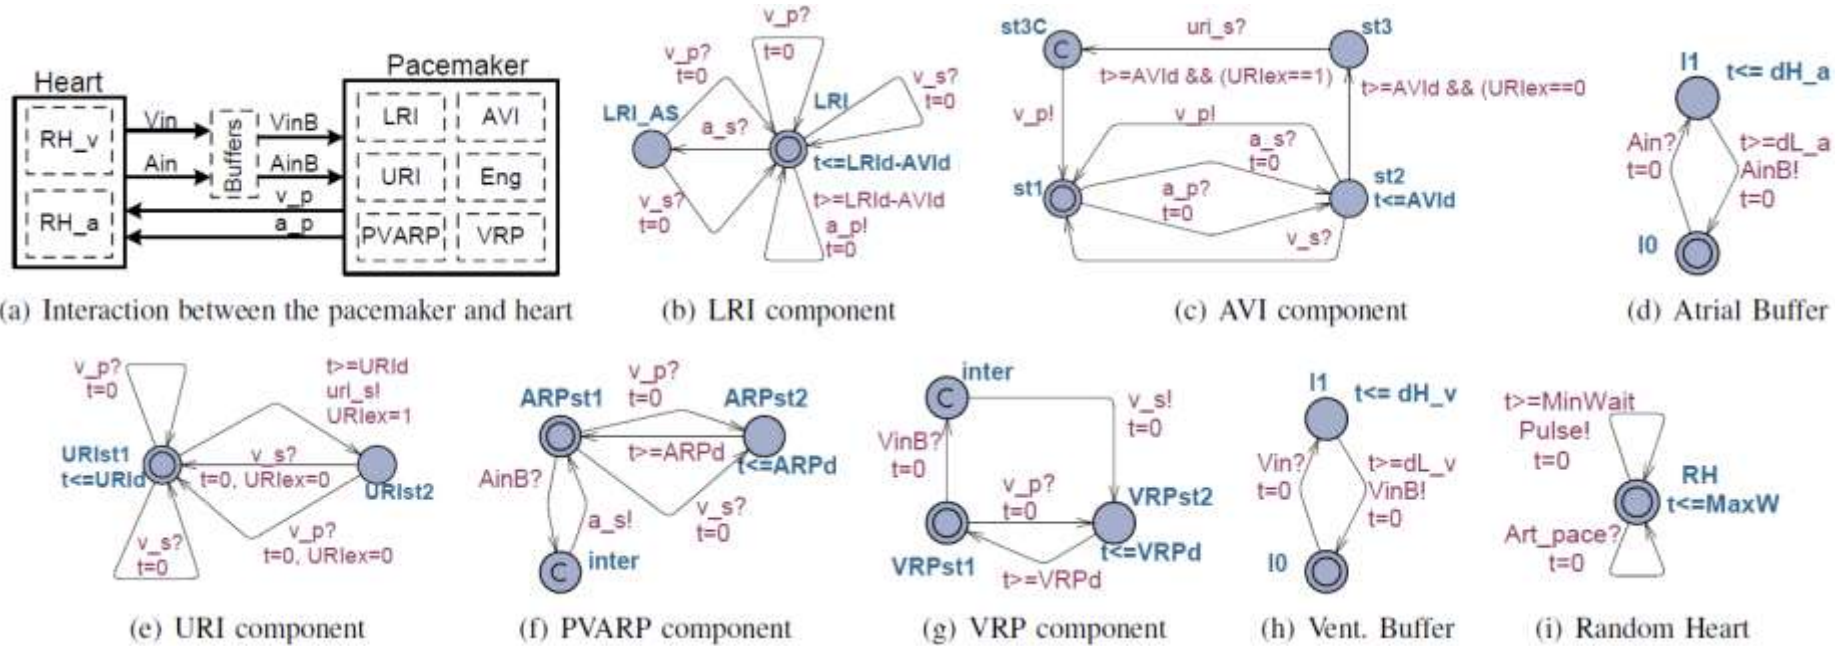 Heart
RH_v
RH_a
Vin
Ain
Buffers
VinB
AinB
v_p
a_p
Pacemaker
LRI
AVI
URI
Eng
PVARP
VRP
(a) Interaction between the pacemaker and heart
v_p?
t=0
v_p?
t=0
v_s?
t=0
LRI_AS
a_s?
LRI
t<=LRId-AVId
v_s?
t=0
t>=LRId-AVId
a_p!
t=0
(b) LRI component
st3C
C
uri_s?
st3
t>=AVId && (URIex==1)
t>=AVId && (URIex==0
v_p!
v_p!
a_s?
t=0
st1
a_p?
t=0
st2
t<=AVId
v_s?
(c) AVI component
l1
t<= dH_a
Ain?
t=0
t>=dL_a
AinB!
t=0
l0
(d) Atrial Buffer
v_p?
t=0
t>=URId
uri_s!
URIex=1
URIst1
t<=URId
v_s?
t=0, URIex=0
URIst2
v_s?
t=0
v_p?
t=0, URIex=0
(e) URI component
v_p?
t=0
ARPst1
ARPst2
t>=ARPd
t<=ARPd
AinB?
a_s!
v_s?
t=0
C
inter
(f) PVARP component
inter
C
v_s!
t=0
VinB?
t=0
v_p?
t=0
VRPst2
t<=VRPd
VRPst1
t>=VRPd
(g) VRP component
l1
t<= dH_v
Vin?
t=0
t>=dL_v
VinB!
t=0
l0
(h) Vent. Buffer
t>=MinWait
Pulse!
t=0
RH
t<=MaxW
Art_pace?
t=0
(i) Random Heart